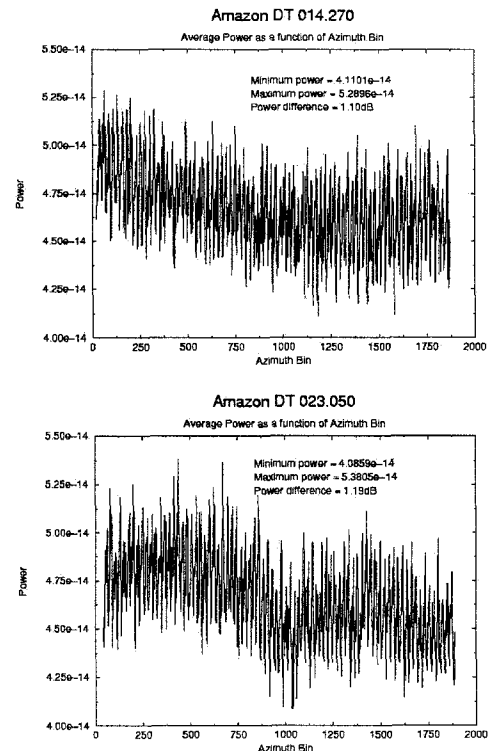 Amazon DT 014.270
Average Power as a function of Azimuth Bin
5.50e–14
Minimum power = 4.1101e–14
Maximum power = 5.2896e–14
Power difference = 1.10dB
5.25e–14
5.00e–14
Power
4.75e–14
4.50e–14
4.25e–14
4.00e–14
0 250 500 750 1000 1250 1500 1750 2000
Azimuth Bin
Amazon DT 023.050
Average Power as a function of Azimuth Bin
5.50e–14
Minimum power = 4.0859e–14
Maximum power = 5.3805e–14
Power difference = 1.19dB
5.25e–14
5.00e–14
Power
4.75e–14
4.50e–14
4.25e–14
4.00e–14
0 250 500 750 1000 1250 1500 1750 2000
Azimuth Bin